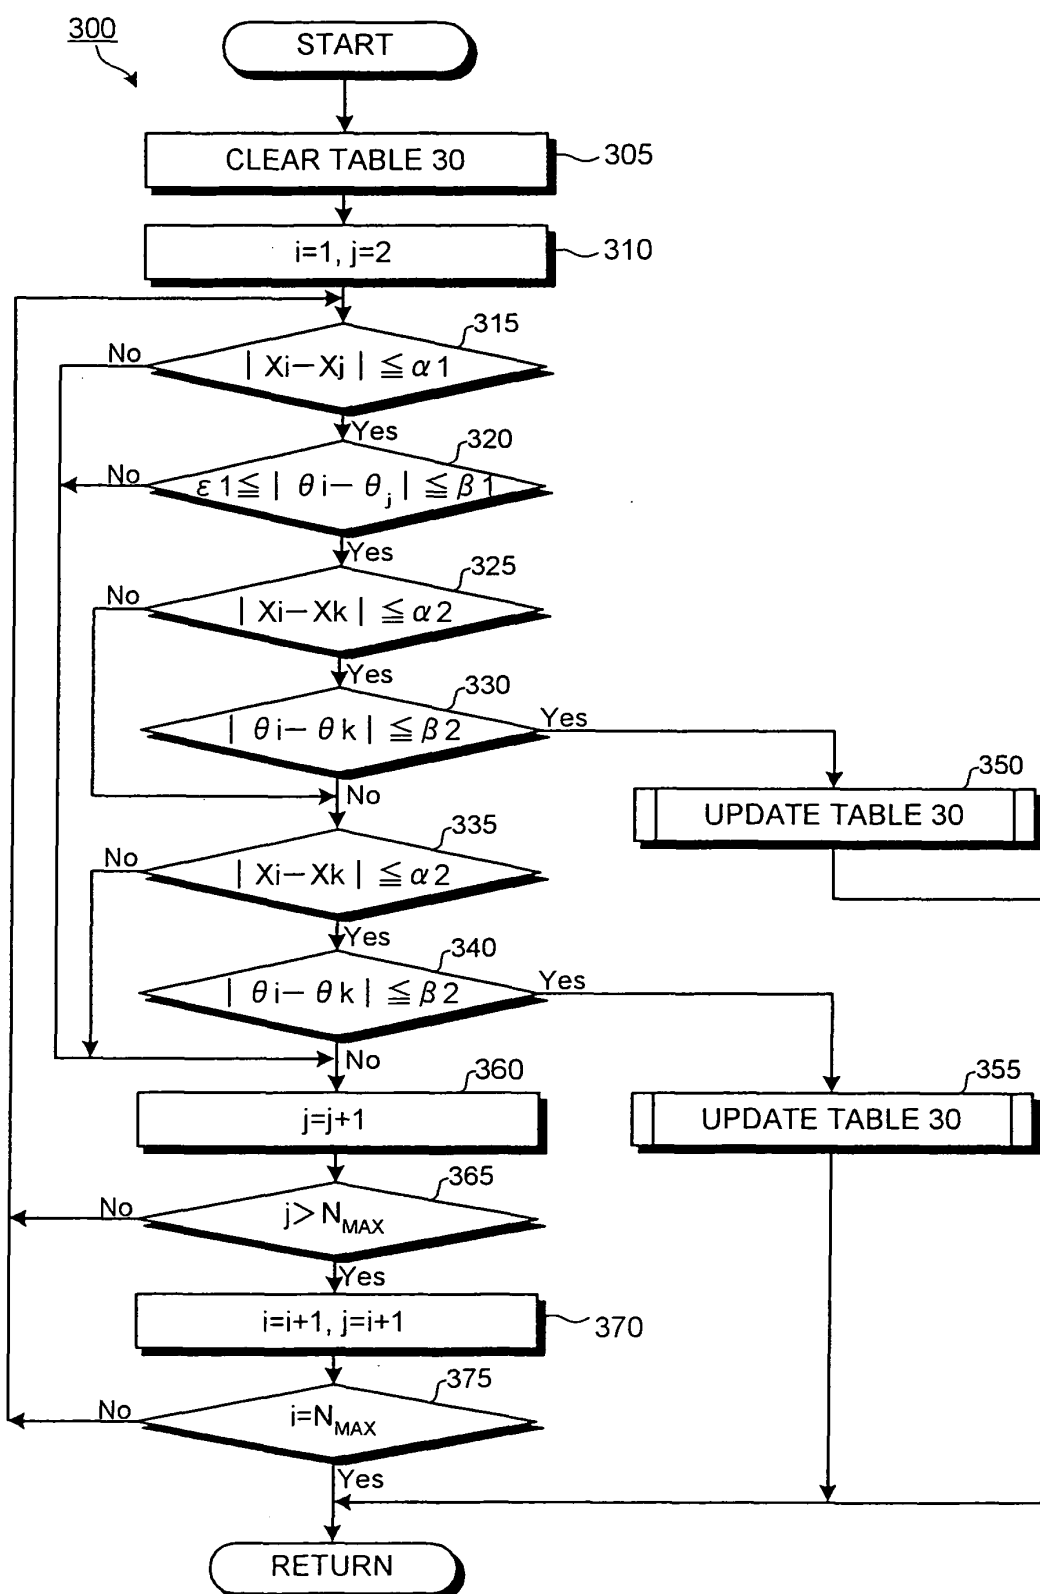 300
START
CLEAR TABLE 30
305
i=1, j=2
310
315
No
| Xi－Xj | ≦ α1
Yes
320
No
ε1≦ | θi－θj | ≦ β1
Yes
325
No
| Xi－Xk | ≦ α2
Yes
330
| θi－θk | ≦ β2
Yes
No
350
UPDATE TABLE 30
335
No
| Xi－Xk | ≦ α2
Yes
340
| θi－θk | ≦ β2
Yes
No
360
j=j+1
355
UPDATE TABLE 30
365
No
j> NMAX
Yes
i=i+1, j=i+1
370
375
No
i=NMAX
Yes
RETURN